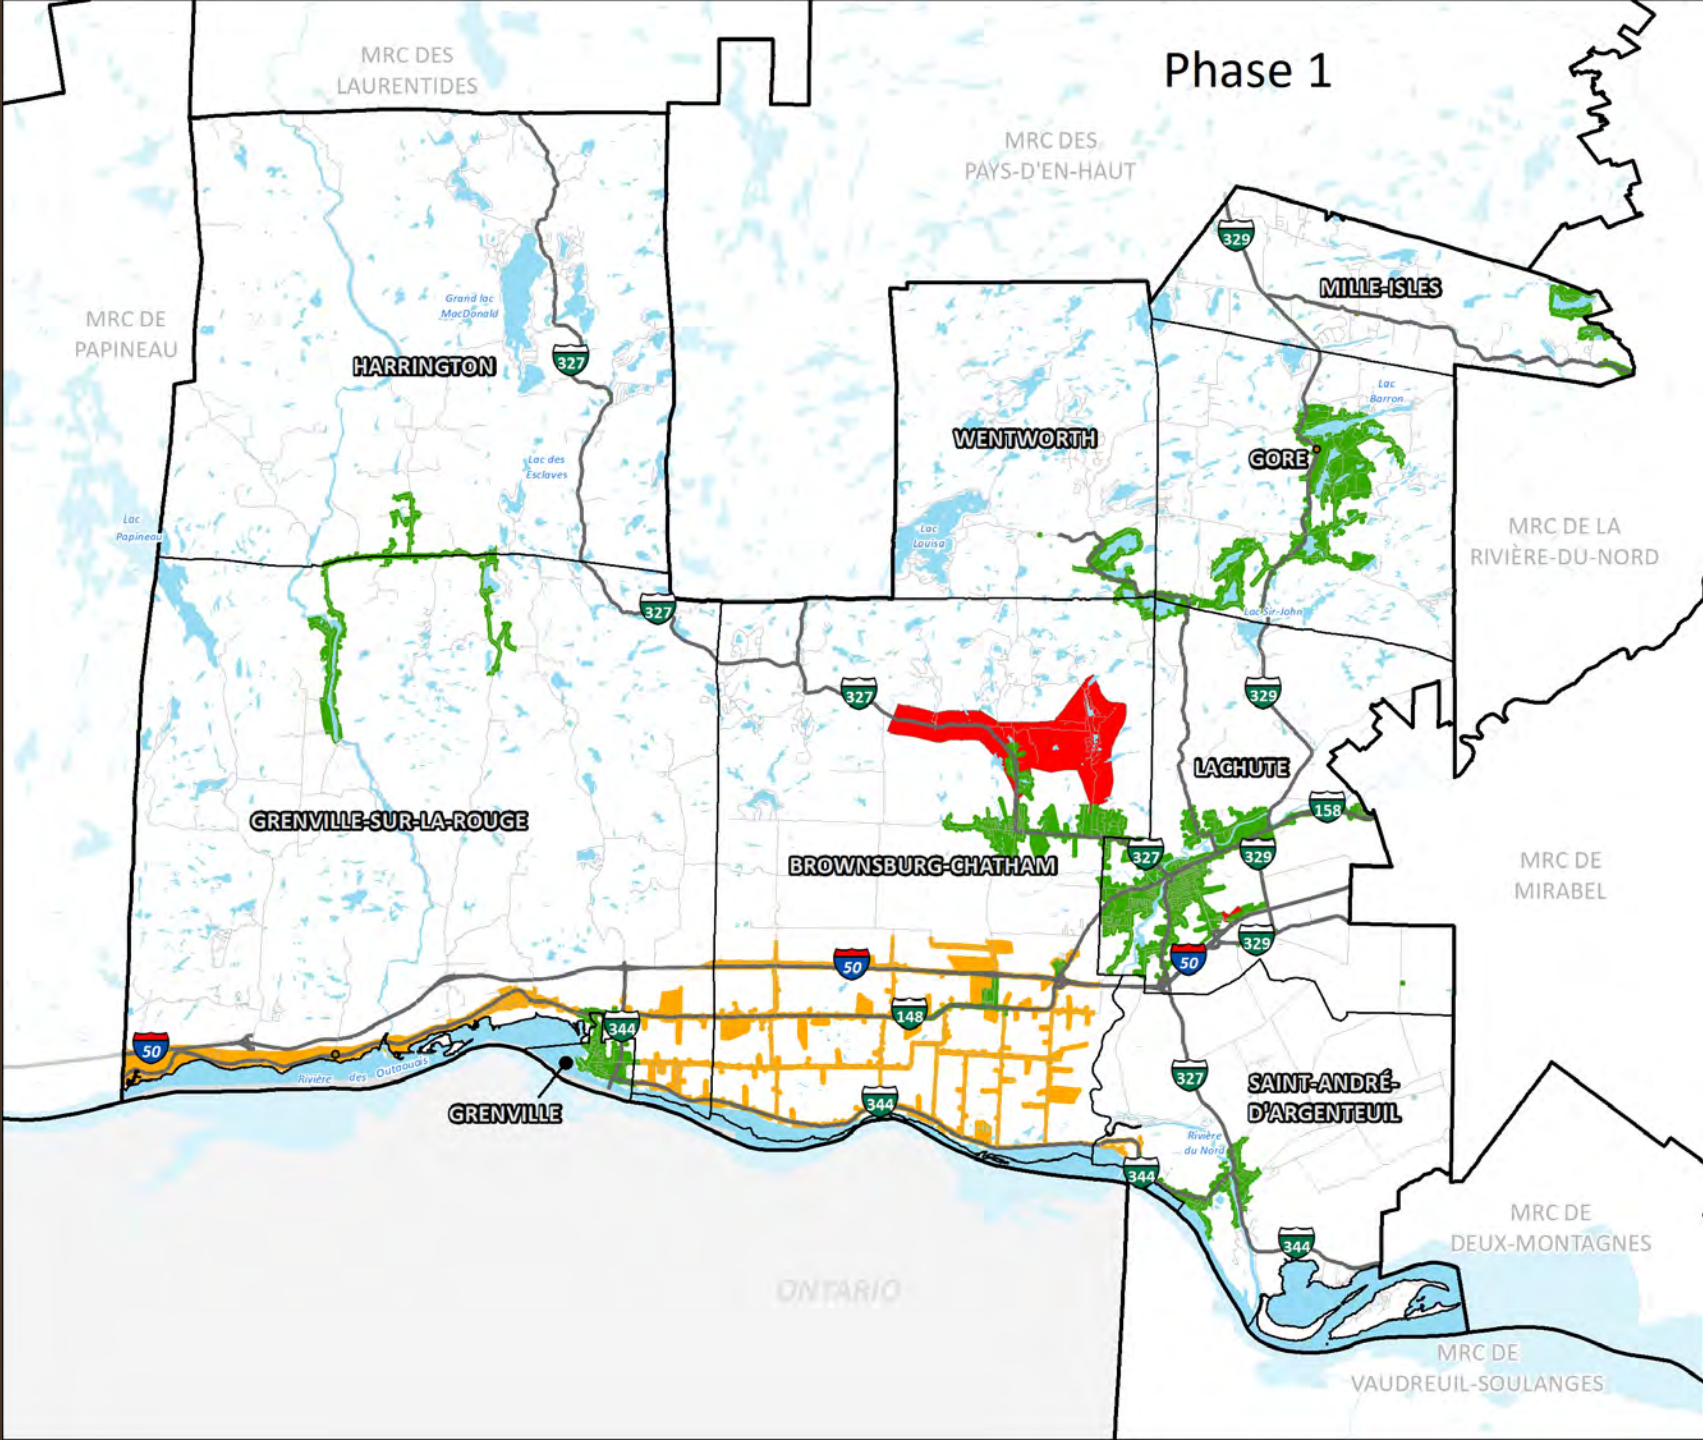 Phase 1
MRC DES
LAURENTIDES
MRC DES
PAYS-D'EN-HAUT
329
MILLE-ISLES
Grand lac
MacDonald
MRC DE
PAPINEAU
HARRINGTON
327
Lac
Barron
WENTWORTH
GORE
Lac des
Esclaves
Lac
Papineau
Lac
Louisa
MRC DE LA
RIVIÈRE-DU-NORD
327
Lac Sir-John
327
329
LACHUTE
158
GRENVILLE-SUR-LA-ROUGE
BROWNSBURG-CHATHAM
327
329
MRC DE
MIRABEL
329
50
50
148
344
50
Rivière des Outaouais
327
SAINT-ANDRÉ-
D'ARGENTEUIL
GRENVILLE
344
Rivière
du Nord
344
344
MRC DE
DEUX-MONTAGNES
ONTARIO
MRC DE
VAUDREUIL-SOULANGES